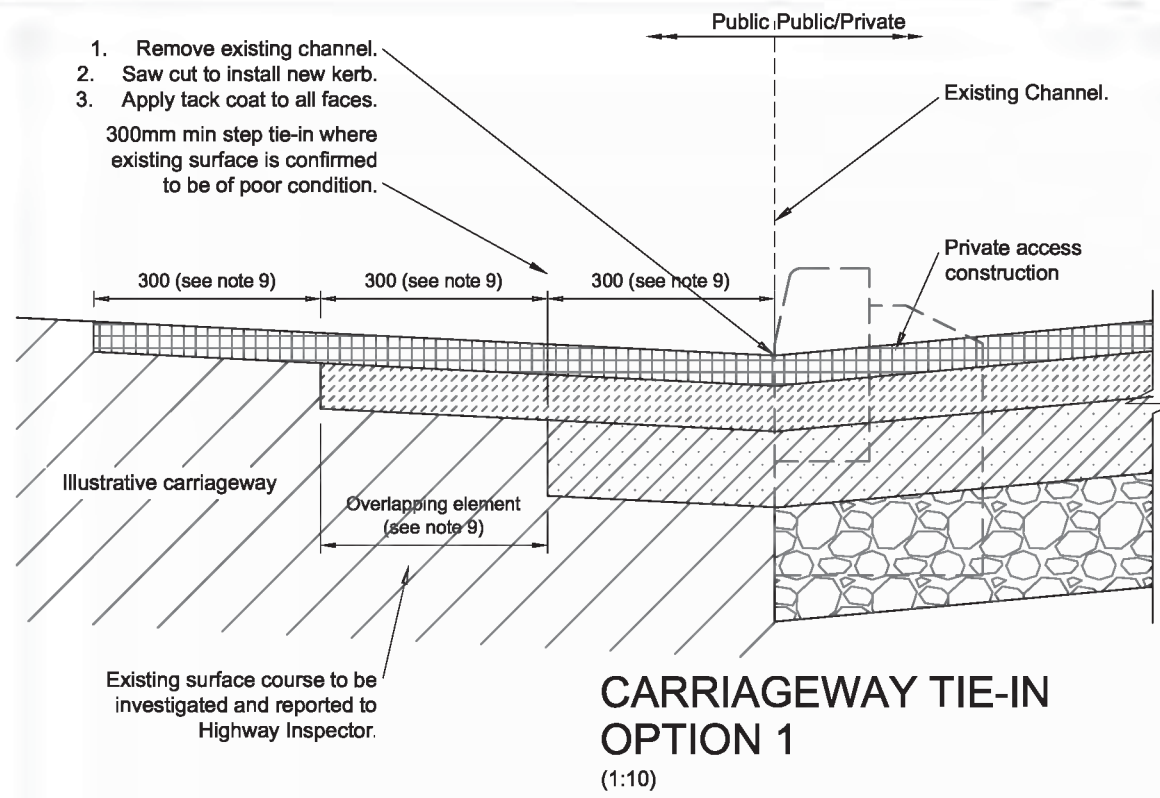 Public Public/Private
1. Remove existing channel.
2. Saw cut to install new kerb.
3. Apply tack coat to all faces.
300mm min step tie-in where
existing surface is confirmed
to be of poor condition.
Existing Channel.
Private access
construction
300 (see note 9)
300 (see note 9)
300 (see note 9)
Illustrative carriageway
Overlapping element
(see note 9)
Existing surface course to be
investigated and reported to
Highway Inspector.
CARRIAGEWAY TIE-IN
OPTION 1
(1:10)